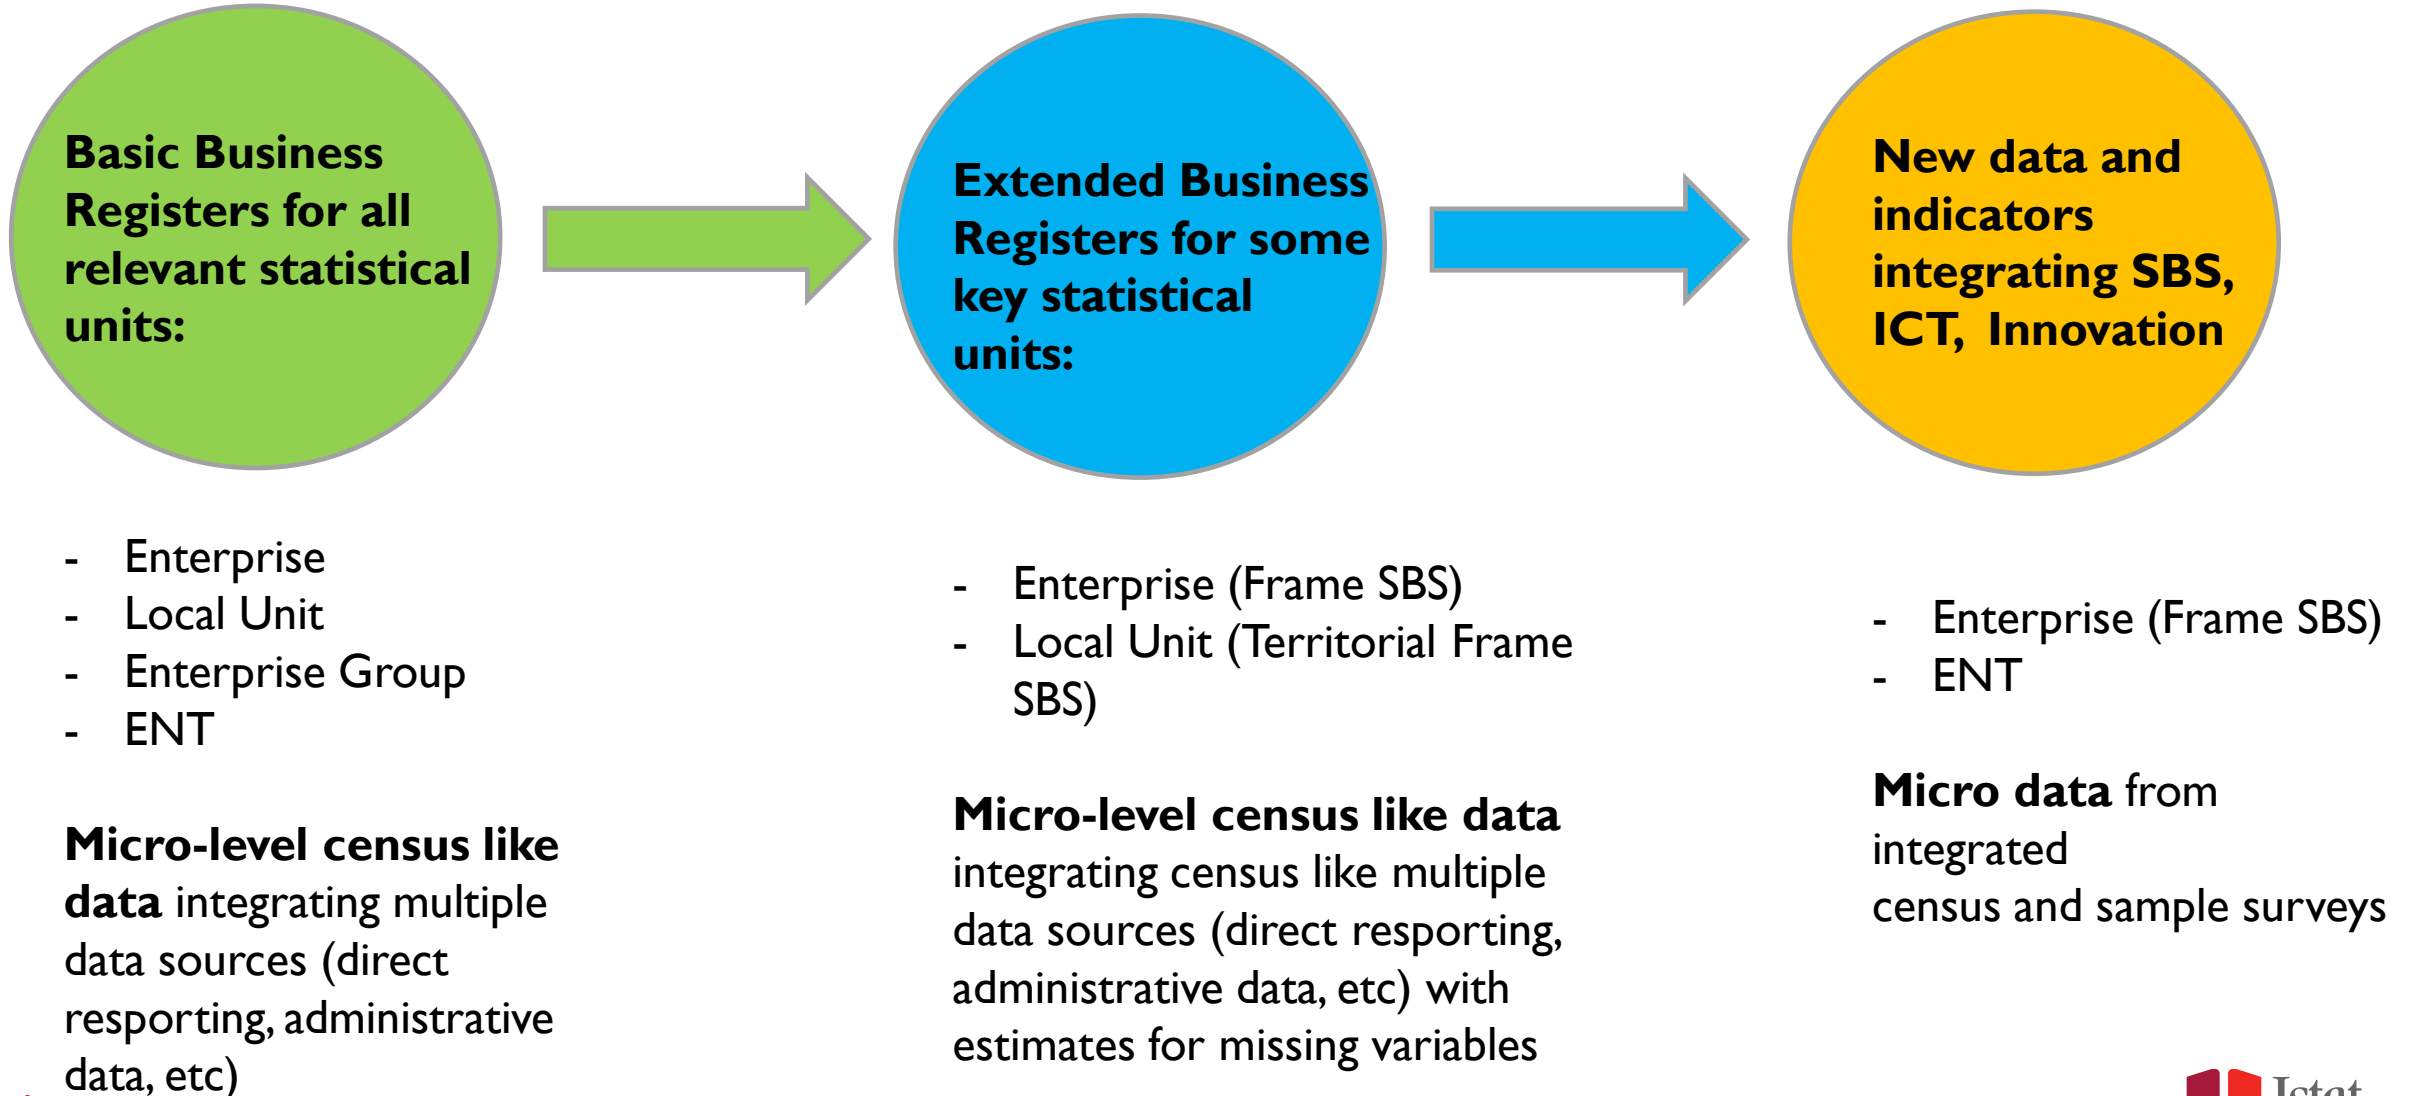 Basic Business
Registers for all
relevant statistical
units:
- Enterprise
- Local Unit
- Enterprise Group
- ENT
Micro-level census like
data integrating multiple
data sources (direct
resporting, administrative
data, etc)
Extended Business
Registers for some
key statistical
units:
- Enterprise (Frame SBS)
- Local Unit (Territorial Frame
SBS)
Micro-level census like data
integrating census like multiple
data sources (direct resporting,
administrative data, etc) with
estimates for missing variables
New data and
indicators
integrating SBS,
ICT, Innovation
- Enterprise (Frame SBS)
- ENT
Micro data from
integrated
census and sample surveys
Istat